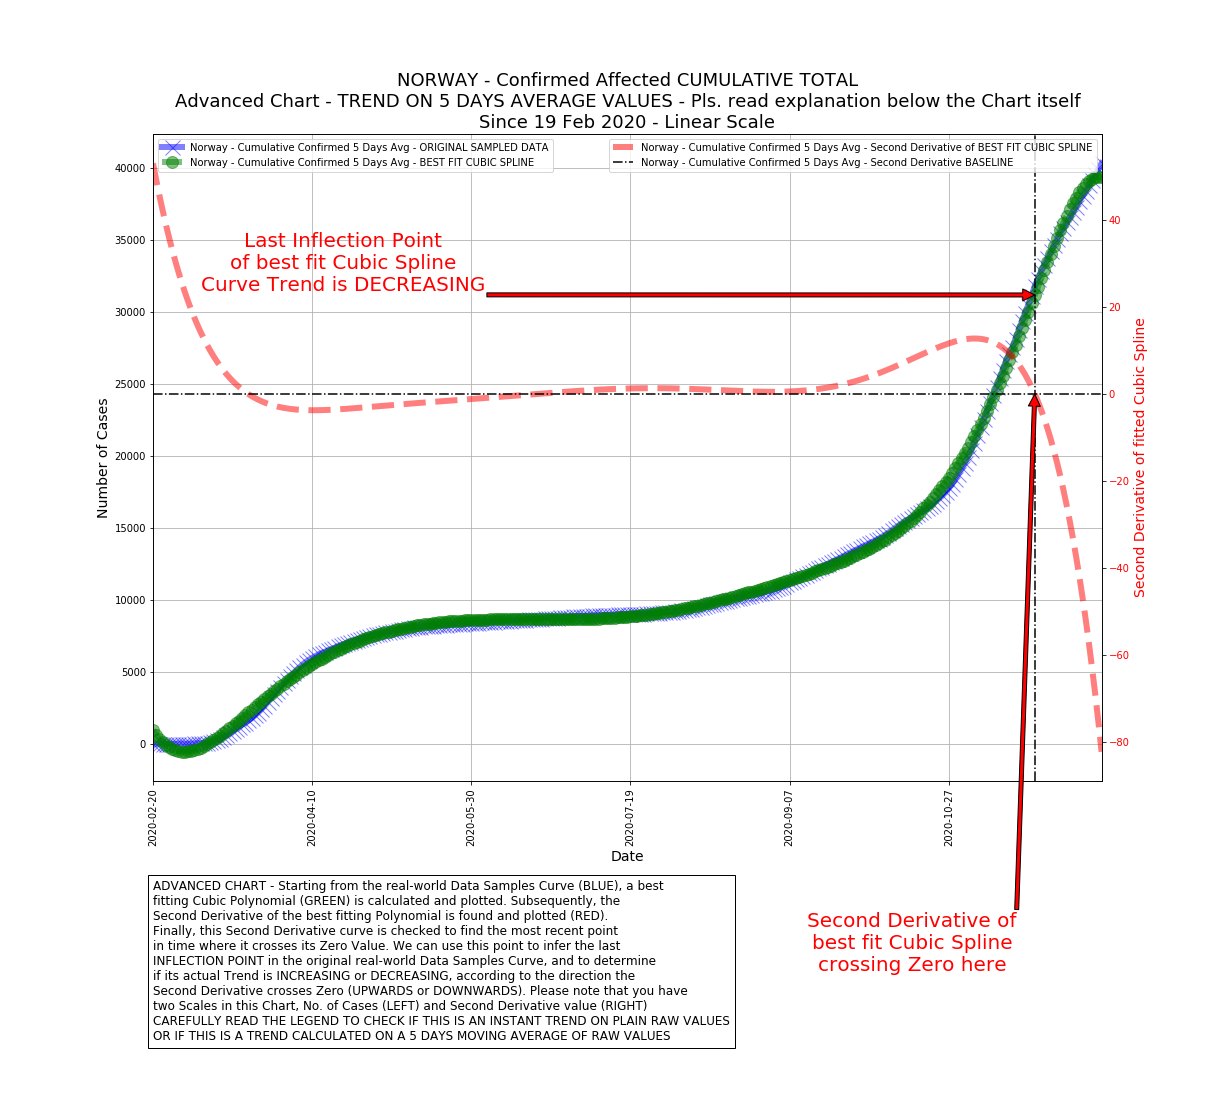 NORWAY - Confirmed Affected CUMULATIVE TOTAL
Advanced Chart - TREND ON 5 DAYS AVERAGE VALUES - Pls. read explanation below the Chart itself
Since 19 Feb 2020 - Linear Scale
Norway - Cumulative Confirmed 5 Days Avg - ORIGINAL SAMPLED DATA
Norway - Cumulative Confirmed 5 Days Avg - BEST FIT CUBIC SPLINE
Norway - Cumulative Confirmed 5 Days Avg - Second Derivative of BEST FIT CUBIC SPLINE
Norway - Cumulative Confirmed 5 Days Avg - Second Derivative BASELINE
Last Inflection Point
of best fit Cubic Spline
Curve Trend is DECREASING
Number of Cases
40000
35000
30000
25000
20000
15000
10000
5000
0
Second Derivative of fitted Cubic Spline
40
20
0
−20
−40
−60
−80
2020-02-20
2020-04-10
2020-05-30
2020-07-19
2020-09-07
2020-10-27
Date
Second Derivative of
best fit Cubic Spline
crossing Zero here
ADVANCED CHART - Starting from the real-world Data Samples Curve (BLUE), a best
fitting Cubic Polynomial (GREEN) is calculated and plotted. Subsequently, the
Second Derivative of the best fitting Polynomial is found and plotted (RED).
Finally, this Second Derivative curve is checked to find the most recent point
in time where it crosses its Zero Value. We can use this point to infer the last
INFLECTION POINT in the original real-world Data Samples Curve, and to determine
if its actual Trend is INCREASING or DECREASING, according to the direction the
Second Derivative crosses Zero (UPWARDS or DOWNWARDS). Please note that you have
two Scales in this Chart, No. of Cases (LEFT) and Second Derivative value (RIGHT)
CAREFULLY READ THE LEGEND TO CHECK IF THIS IS AN INSTANT TREND ON PLAIN RAW VALUES
OR IF THIS IS A TREND CALCULATED ON A 5 DAYS MOVING AVERAGE OF RAW VALUES